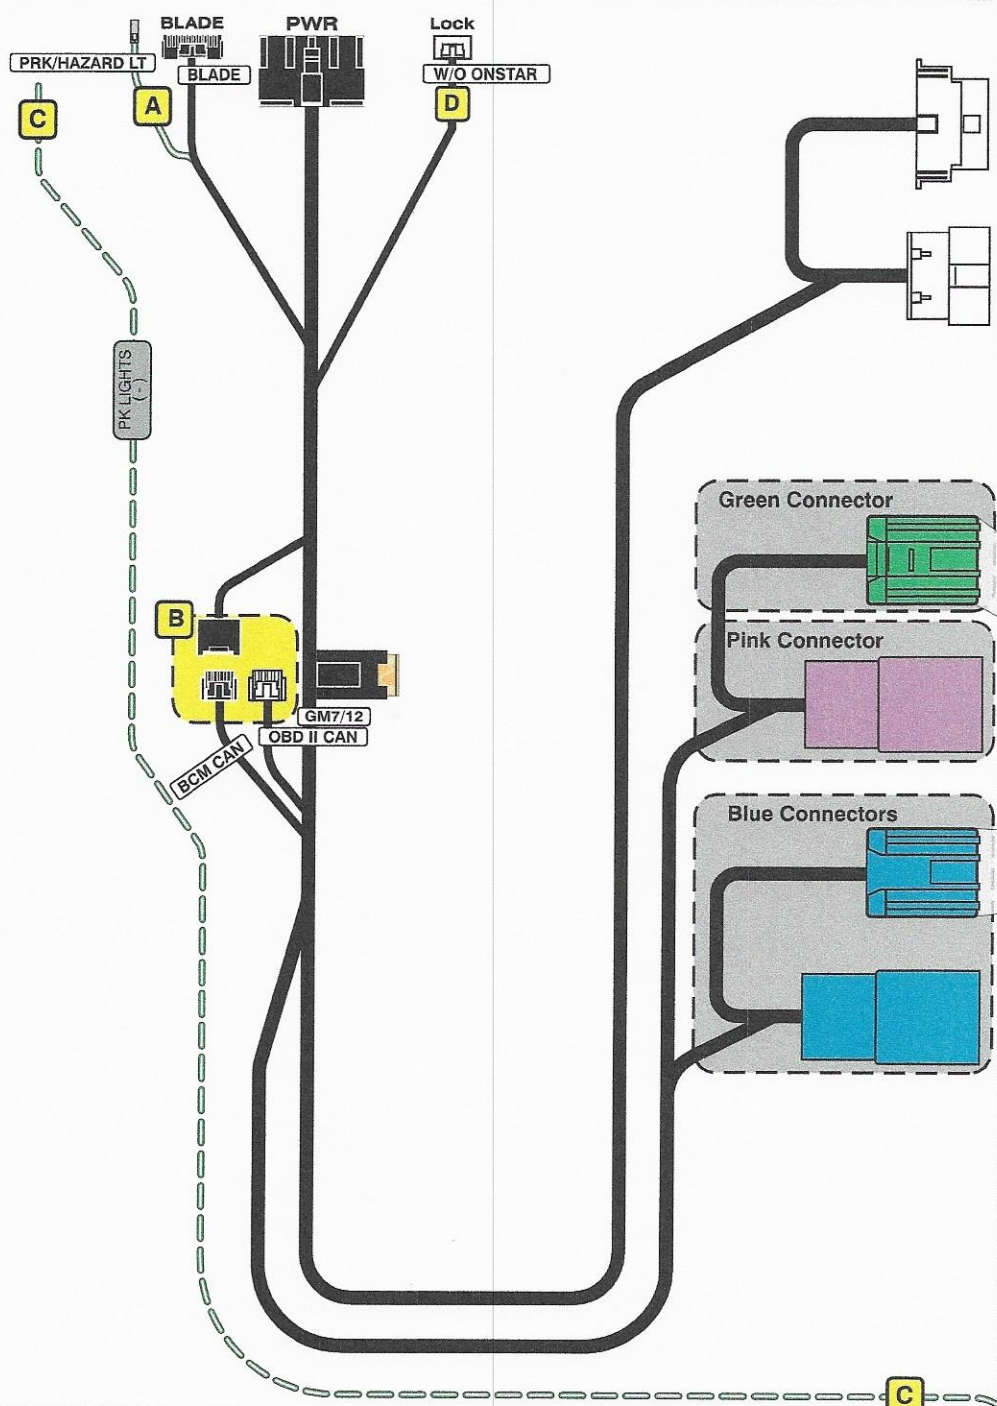 BLADE
PWR
Lock
PRK/HAZARD LT
BLADE
W/O ONSTAR
C
A
D
PK LIGHTS
(-)
Green Connector
B
Pink Connector
GM7/12
OBD II CAN
BCM CAN
Blue Connectors
C